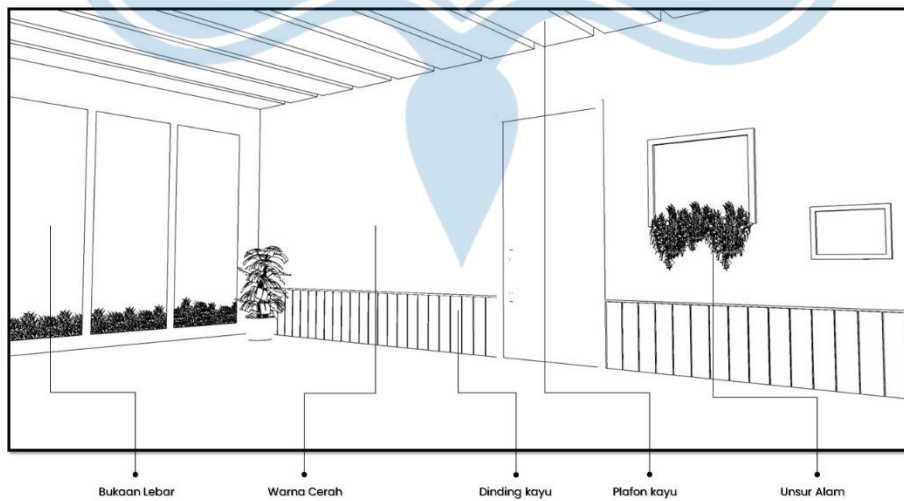 Bukaan Lebar
Warna Cerah
Dinding kayu
Plafon kayu
Unsur Alam